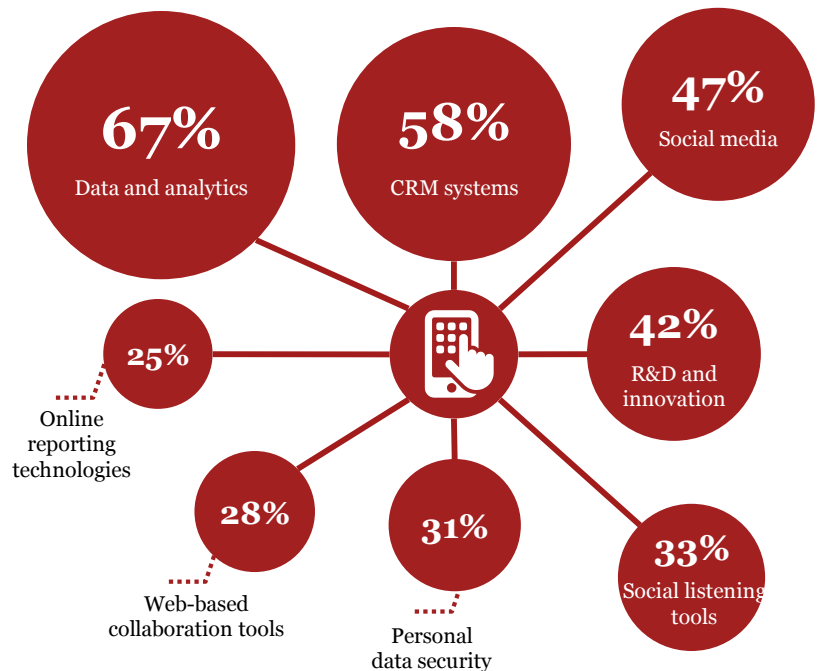 67%
Data and analytics
58%
CRM systems
47%
Social media
25%
Online
reporting
technologies
42%
R&D and
innovation
28%
Web-based
collaboration tools
31%
Personal
data security
33%
Social listening
tools